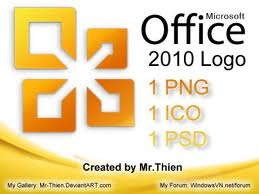 Microsoft
Office
2010 Logo
1 PNG
1 ICO
1 PSD
Created by Mr.Thien
My Gallery: Mr-Thien.DeviantART.com
My Forum: WindowsVN.net/forum